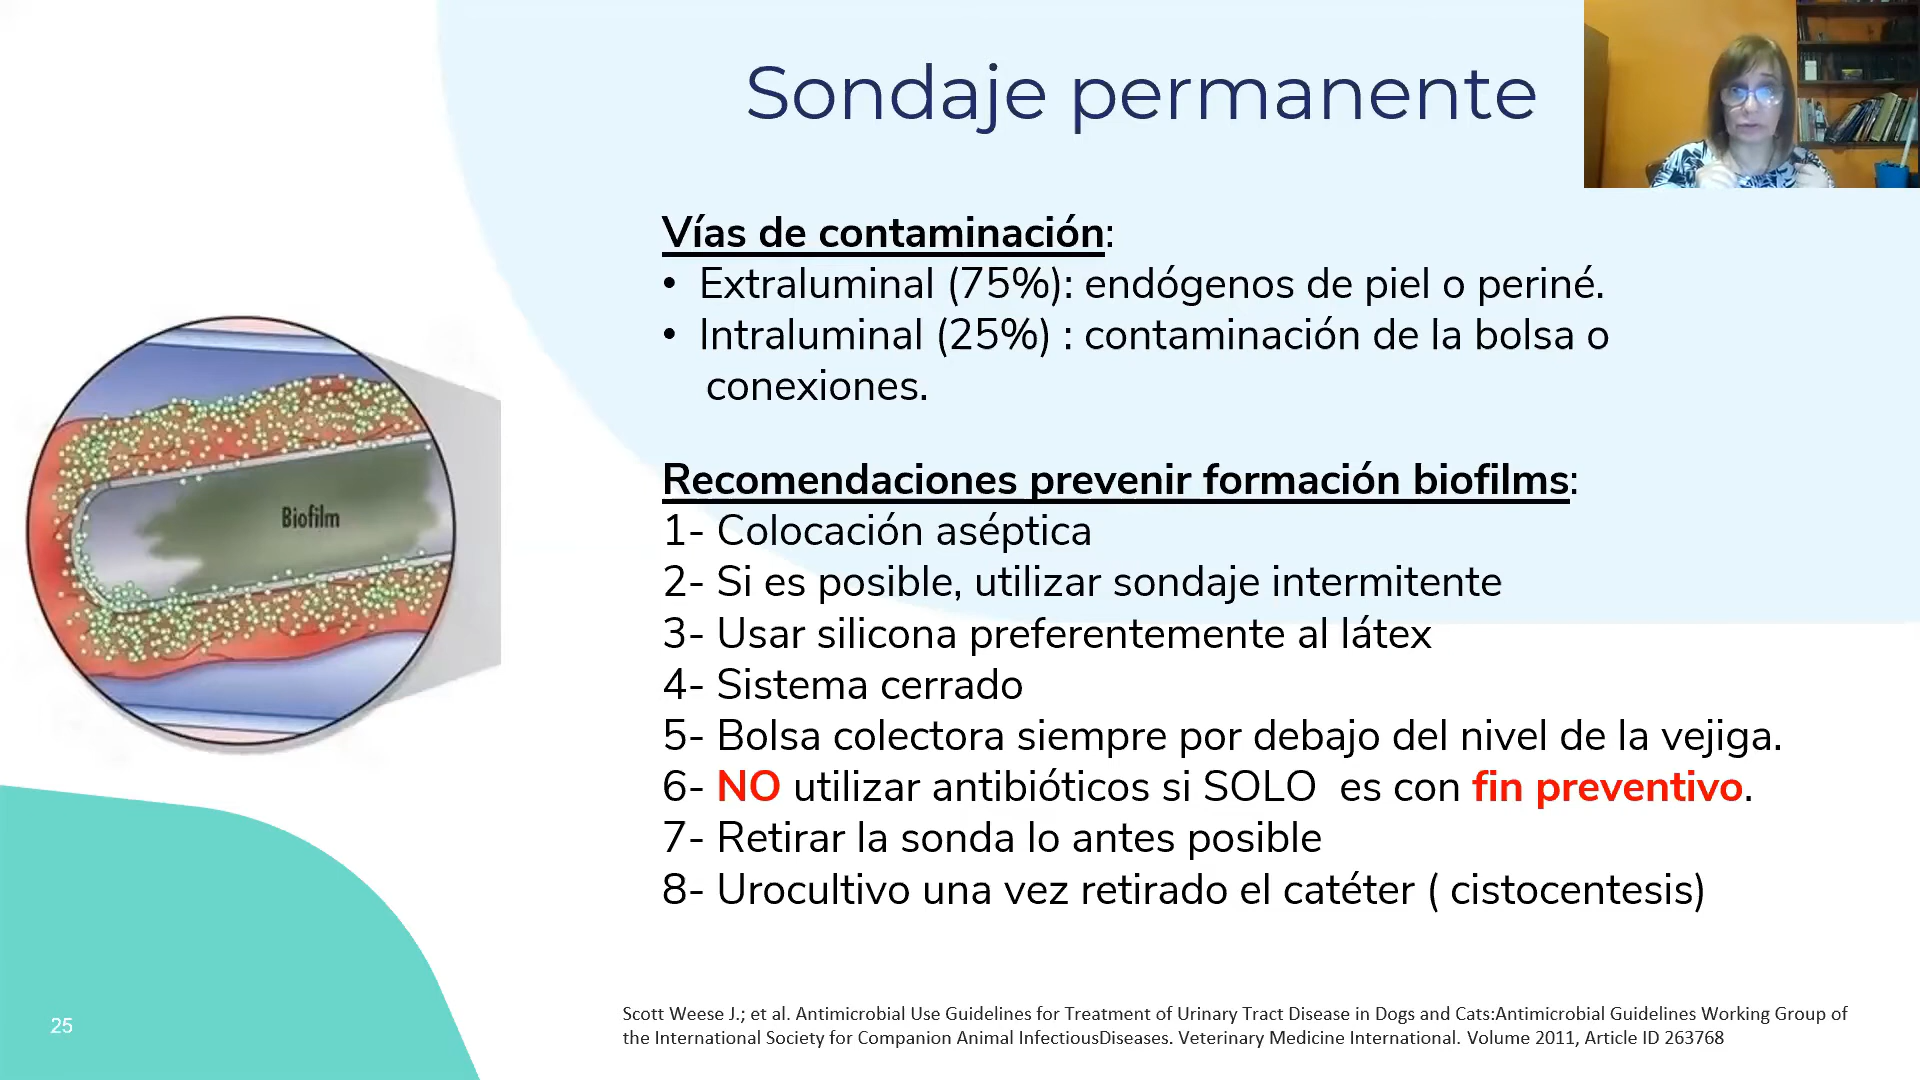 Sondaje permanente
Vías de contaminación:
• Extraluminal (75%): endógenos de piel o periné.
• Intraluminal (25%) : contaminación de la bolsa o
conexiones.
Biofilm
Recomendaciones prevenir formación biofilms:
1- Colocación aséptica
2- Si es posible, utilizar sondaje intermitente
3- Usar silicona preferentemente al látex
4- Sistema cerrado
5- Bolsa colectora siempre por debajo del nivel de la vejiga.
6- NO utilizar antibióticos si SOLO  es con fin preventivo.
7- Retirar la sonda lo antes posible
8- Urocultivo una vez retirado el catéter ( cistocentesis)
Scott Weese J.; et al. Antimicrobial Use Guidelines for Treatment of Urinary Tract Disease in Dogs and Cats:Antimicrobial Guidelines Working Group of
the International Society for Companion Animal InfectiousDiseases. Veterinary Medicine International. Volume 2011, Article ID 263768
25